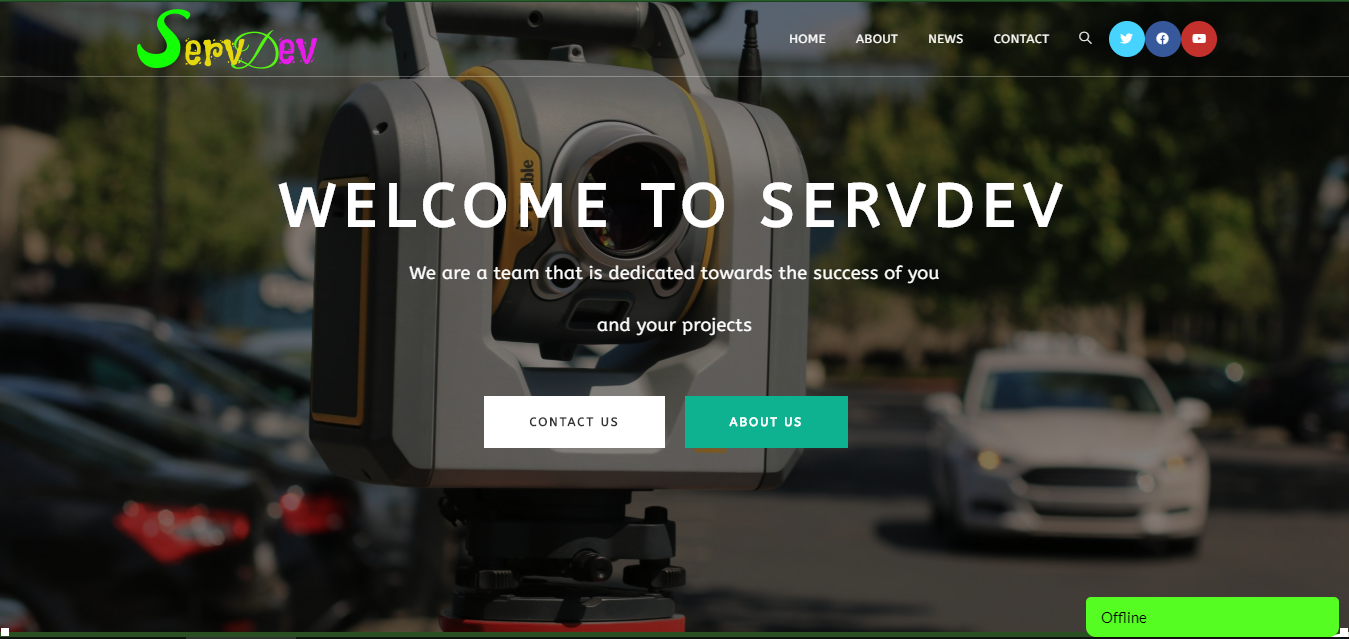 ServDev
HOME ABOUT NEWS CONTACT
WELCOME TO SERVDEV
We are a team that is dedicated towards the success of you
and your projects
CONTACT US ABOUT US
Offline